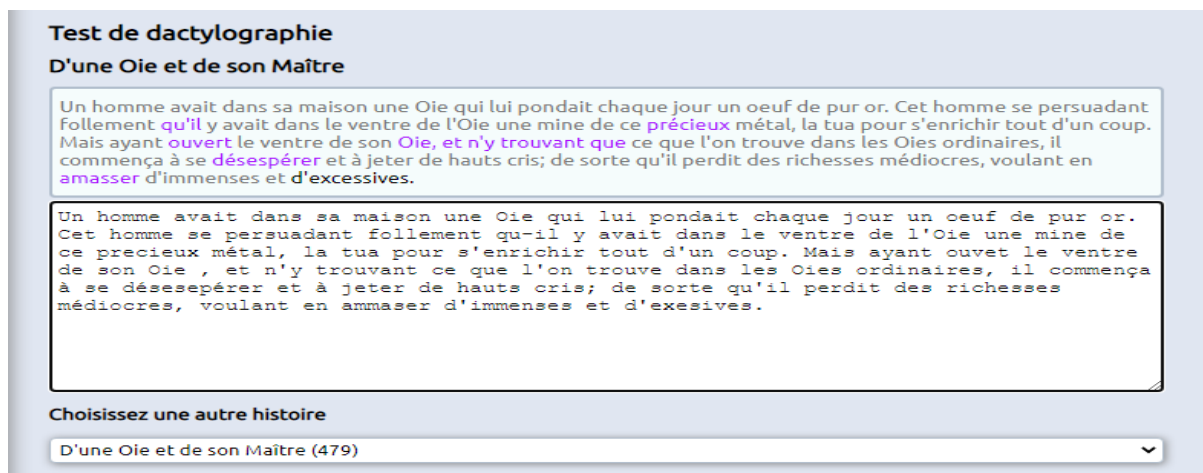 Test de dactylographie
D'une Oie et de son Maître
Un homme avait dans sa maison une Oie qui lui pondait chaque jour un oeuf de pur or. Cet homme se persuadant
follement qu'il y avait dans le ventre de l'Oie une mine de ce précieux métal, la tua pour s'enrichir tout d'un coup.
Mais ayant ouvert le ventre de son Oie, et n'y trouvant que ce que l'on trouve dans les Oies ordinaires, il
commença à se désespérer et à jeter de hauts cris; de sorte qu'il perdit des richesses médiocres, voulant en
amasser d'immenses et d'excessives.
Un homme avait dans sa maison une Oie qui lui pondait chaque jour un oeuf de pur or.
Cet homme se persuadant follement qu-il y avait dans le ventre de l'Oie une mine de
ce precieux métal, la tua pour s'enrichir tout d'un coup. Mais ayant ouvet le ventre
de son Oie , et n'y trouvant ce que l'on trouve dans les Oies ordinaires, il commença
à se désesepérer et à jeter de hauts cris; de sorte qu'il perdit des richesses
médiocres, voulant en ammaser d'immenses et d'exesives.
Choisissez une autre histoire
D'une Oie et de son Maître (479)